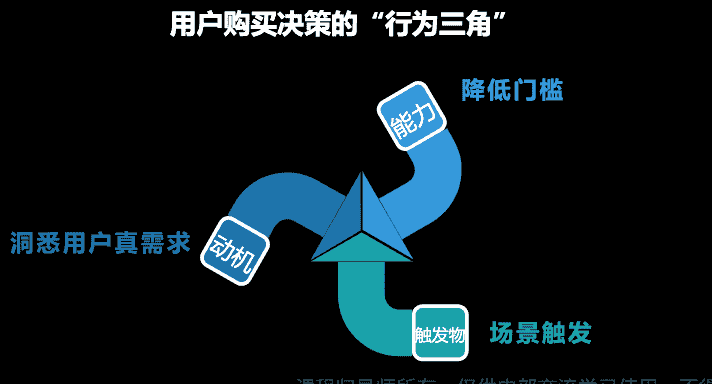 用户购买决策的“行为三角”
降低门槛
能力
洞悉用户真需求
动机
触发物
场景触发